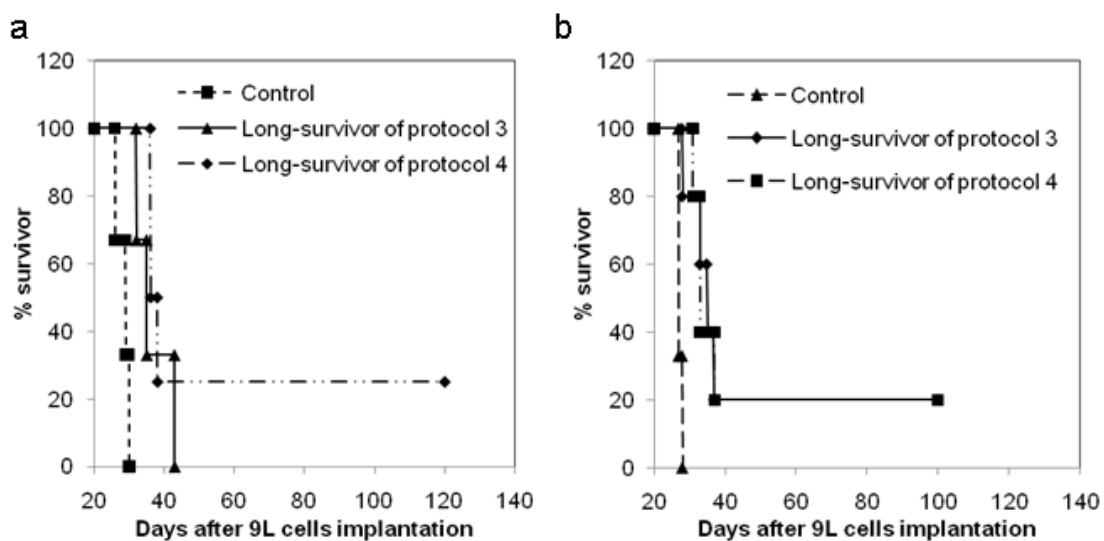 a
120
100
80
60
40
20
0
% survivor
Control
Long-survivor of protocol 3
Long-survivor of protocol 4
20 40 60 80 100 120 140
Days after 9L cells implantation
b
120
100
80
60
40
20
0
% survivor
Control
Long-survivor of protocol 3
Long-survivor of protocol 4
20 40 60 80 100 120 140
Days after 9L cells implantation